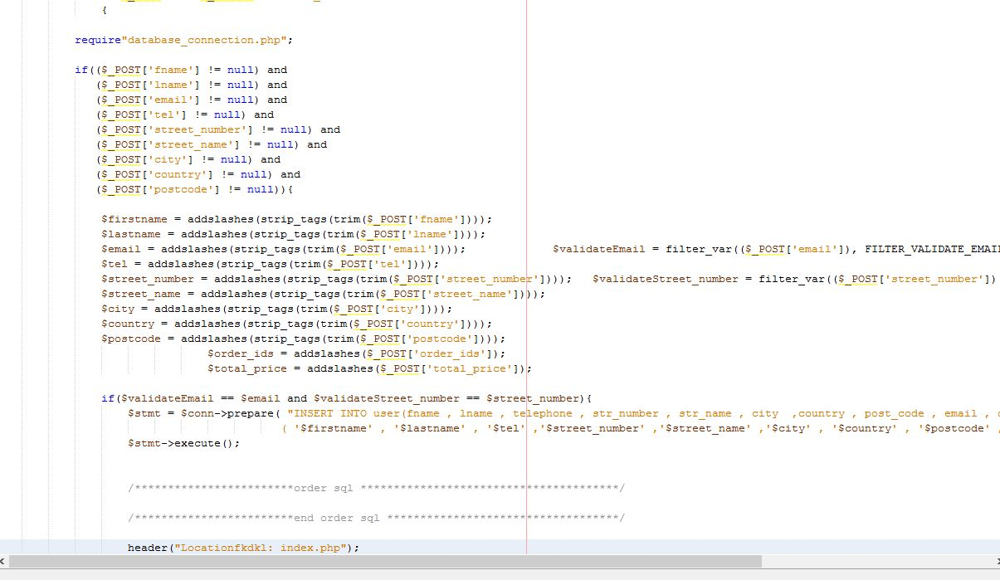 {
require"database_connection.php";
if(($_POST['fname'] != null) and
($_POST['lname'] != null) and
($_POST['email'] != null) and
($_POST['tel'] != null) and
($_POST['street_number'] != null) and
($_POST['street_name'] != null) and
($_POST['city'] != null) and
($_POST['country'] != null) and
($_POST['postcode'] != null)){
$firstname = addslashes(strip_tags(trim($_POST['fname'])));
$lastname = addslashes(strip_tags(trim($_POST['lname'])));
$email = addslashes(strip_tags(trim($_POST['email']))); $validateEmail = filter_var(($_POST['email']), FILTER_VALIDATE_EMAI
$tel = addslashes(strip_tags(trim($_POST['tel'])));
$street_number = addslashes(strip_tags(trim($_POST['street_number']))); $validateStreet_number = filter_var(($_POST['street_number'])
$street_name = addslashes(strip_tags(trim($_POST['street_name'])));
$city = addslashes(strip_tags(trim($_POST['city'])));
$country = addslashes(strip_tags(trim($_POST['country'])));
$postcode = addslashes(strip_tags(trim($_POST['postcode'])));
$order_ids = addslashes($_POST['order_ids']);
$total_price = addslashes($_POST['total_price']);
if($validateEmail == $email and $validateStreet_number == $street_number){
$stmt = $conn->prepare( "INSERT INTO user(fname , lname , telephone , str_number , str_name , city ,country , post_code , email ,
( '$firstname' , '$lastname' , '$tel' ,'$street_number' ,'$street_name' ,'$city' , '$country' , '$postcode' ,
$stmt->execute();
/************************order sql ***************************************/
/************************end order sql ***********************************/
header("Locationfkdkl: index.php");